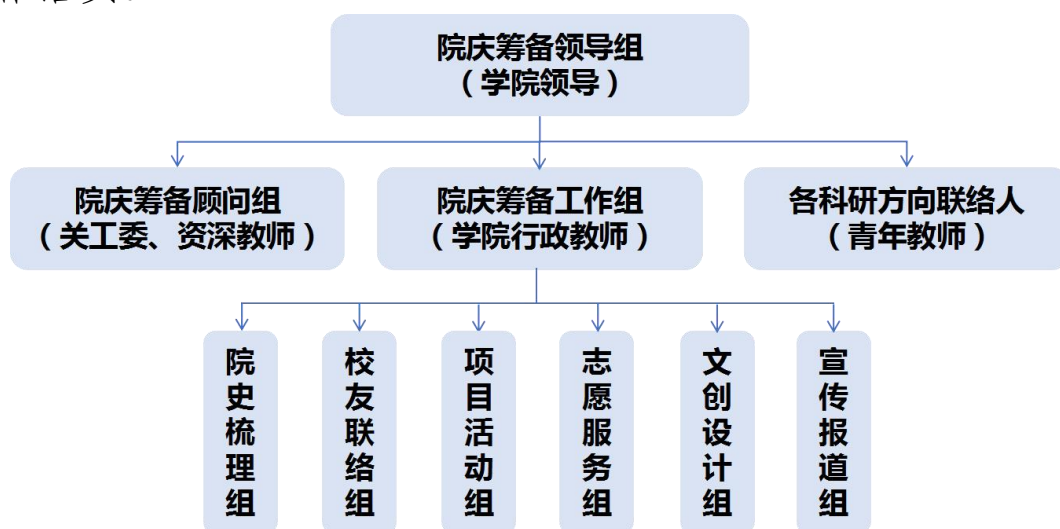 院庆筹备领导组
（学院领导）
院庆筹备顾问组
（关工委、资深教师）
院庆筹备工作组
（学院行政教师）
各科研方向联络人
（青年教师）
院史梳理组
校友联络组
项目活动组
志愿服务组
文创设计组
宣传报道组